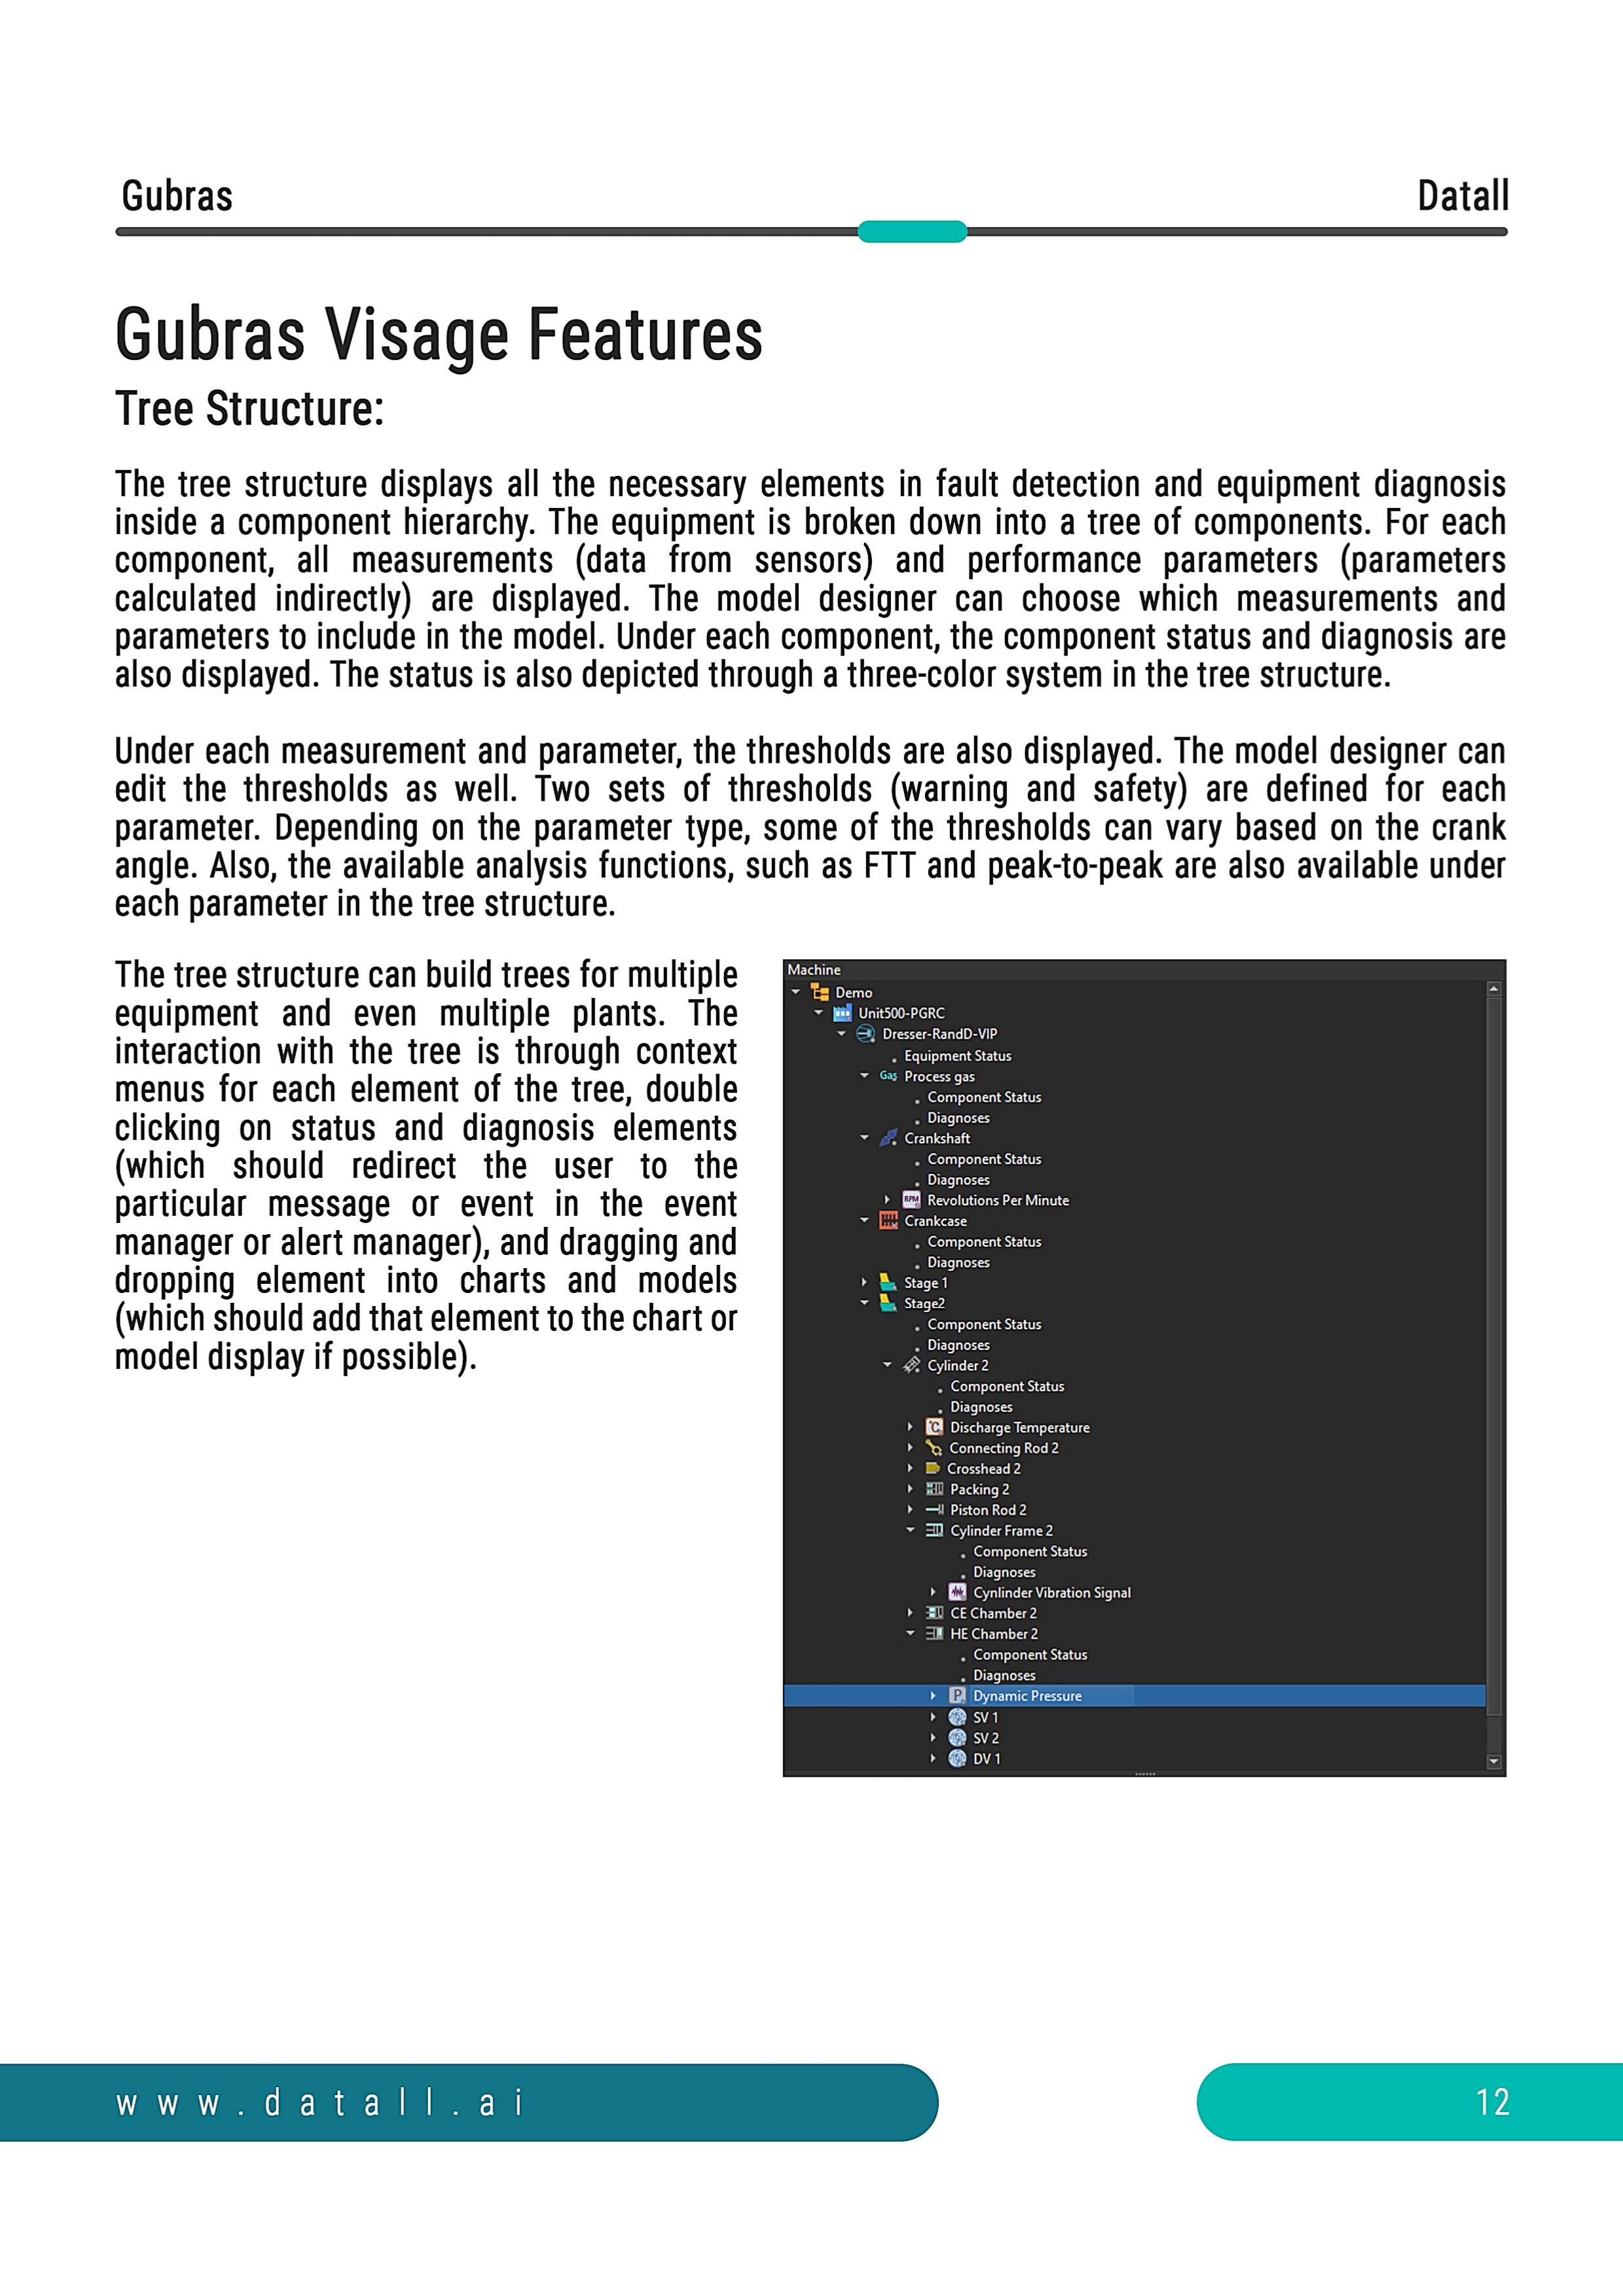 Gubras
Datall
Gubras Visage Features
Tree Structure:
The tree structure displays all the necessary elements in fault detection and equipment diagnosis
inside a component hierarchy. The equipment is broken down into a tree of components. For each
component, all measurements (data from sensors) and performance parameters (parameters
calculated indirectly) are displayed. The model designer can choose which measurements and
parameters to include in the model. Under each component, the component status and diagnosis are
also displayed. The status is also depicted through a three-color system in the tree structure.
Under each measurement and parameter, the thresholds are also displayed. The model designer can
edit the thresholds as well. Two sets of thresholds (warning and safety) are defined for each
parameter. Depending on the parameter type, some of the thresholds can vary based on the crank
angle. Also, the available analysis functions, such as FTT and peak-to-peak are also available under
each parameter in the tree structure.
The tree structure can build trees for multiple
equipment and even multiple plants. The
interaction with the tree is through context
menus for each element of the tree, double
clicking on status and diagnosis elements
(which should redirect the user to the
particular message or event in the event
manager or alert manager), and dragging and
dropping element into charts and models
(which should add that element to the chart or
model display if possible).
Machine
Demo
Unit500-PGRC
Dresser-RandD-VIP
Equipment Status
Gas Process gas
Component Status
Diagnoses
Crankshaft
Component Status
Diagnoses
RPM Revolutions Per Minute
Crankcase
Component Status
Diagnoses
Stage 1
Stage2
Component Status
Diagnoses
Cylinder 2
Component Status
Diagnoses
°C Discharge Temperature
Connecting Rod 2
Crosshead 2
Packing 2
Piston Rod 2
Cylinder Frame 2
Component Status
Diagnoses
Cynlinder Vibration Signal
CE Chamber 2
HE Chamber 2
Component Status
Diagnoses
P Dynamic Pressure
SV 1
SV 2
DV 1
www.datall.ai
12